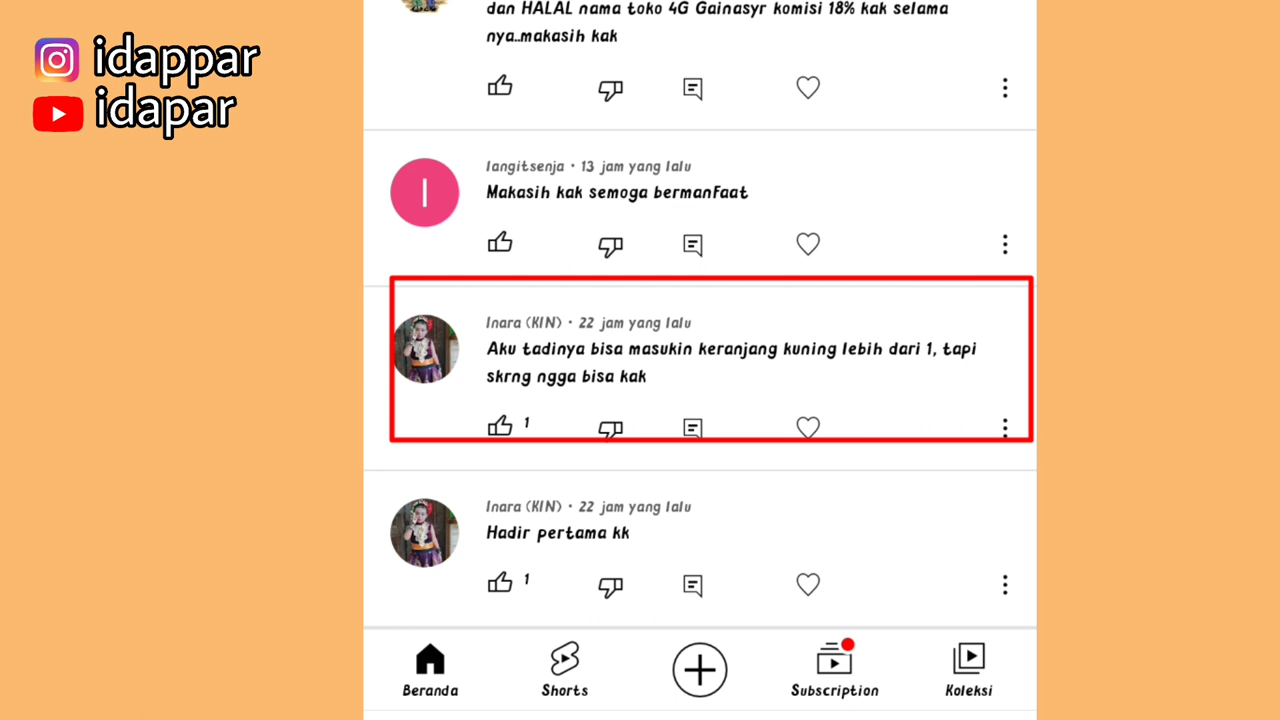 idappar
idapar
dan HALAL nama toko 4G Gainasyr komisi 18% kak selama
nya..makasih kak
langitsenja • 13 jam yang lalu
Makasih kak semoga bermanfaat
Inara (KIN) • 22 jam yang lalu
Aku tadinya bisa masukin keranjang kuning lebih dari 1, tapi
skrng ngga bisa kak
1
Inara (KIN) • 22 jam yang lalu
Hadir pertama kk
1
Beranda
Shorts
Subscription
Koleksi